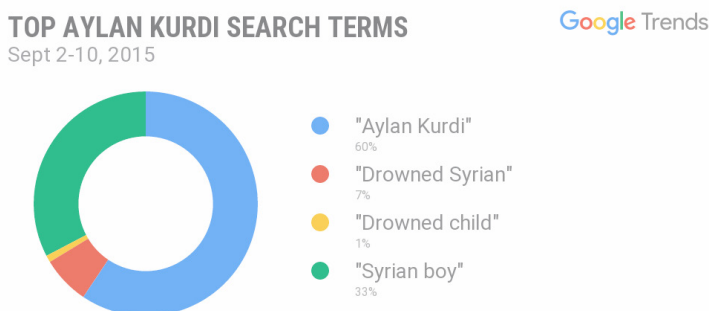 TOP AYLAN KURDI SEARCH TERMS
Google Trends
Sept 2-10, 2015
"Aylan Kurdi"
60%
"Drowned Syrian"
7%
"Drowned child"
1%
"Syrian boy"
33%